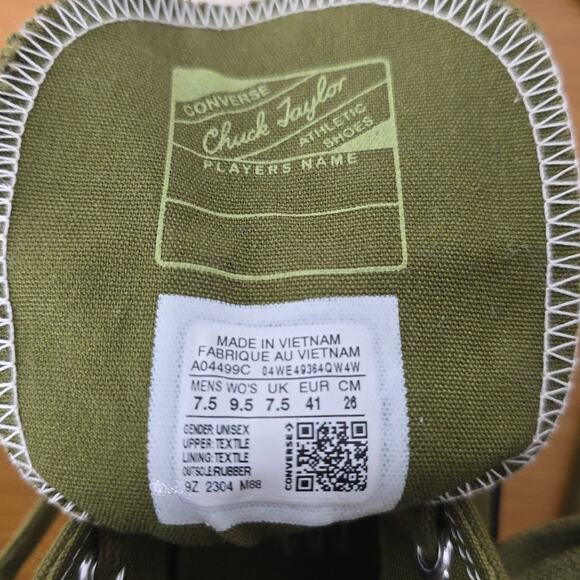 CONVERSE
Chuck Taylor
ATHLETIC
SHOES
PLAYERS NAME
MADE IN VIETNAM
FABRIQUE AU VIETNAM
A04499C 04WE49364QW4W
MENS WO'S UK EUR CM
7.5 9.5 7.5 41 26
GENDER: UNISEX
UPPER: TEXTILE
LINING: TEXTILE
OUTSOLE: RUBBER
9Z 2304 M88
CONVERSE